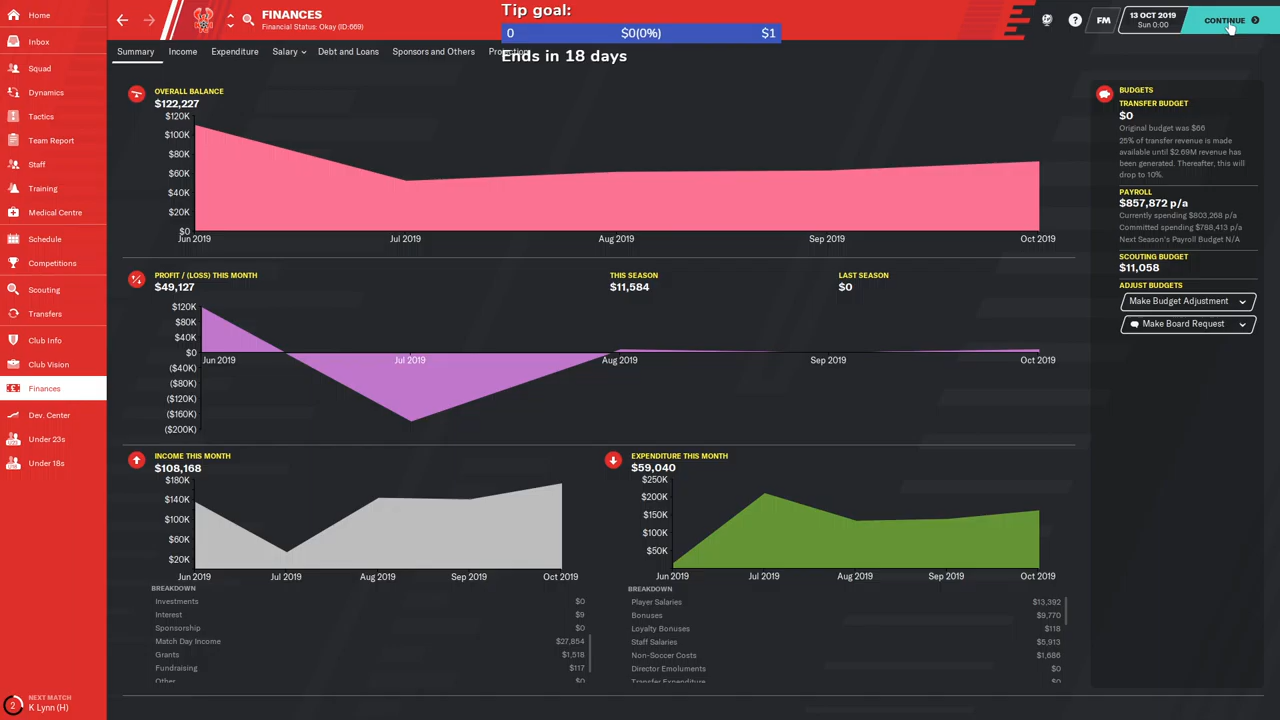 Home
Inbox
Squad
Dynamics
Tactics
Team Report
Staff
Training
Medical Centre
Schedule
Competitions
Scouting
Transfers
Club Info
Club Vision
Finances
Dev. Center
Under 23s
Under 18s
NEXT MATCH
2
K Lynn (H)
FINANCES
Financial Status: Okay (ID:669)
Tip goal:
0 $0(0%) $1
Ends in 18 days
?
FM
13 OCT 2019
Sun 0:00
CONTINUE
Summary Income Expenditure Salary Debt and Loans Sponsors and Others
OVERALL BALANCE
$122,227
$120K
$100K
$80K
$60K
$40K
$20K
$0
Jun 2019 Jul 2019 Aug 2019 Sep 2019 Oct 2019
PROFIT / (LOSS) THIS MONTH
$49,127
THIS SEASON
$11,584
LAST SEASON
$0
$120K
$80K
$40K
$0
($40K)
($80K)
($120K)
($160K)
($200K)
Jun 2019 Jul 2019 Aug 2019 Sep 2019 Oct 2019
INCOME THIS MONTH
$108,168
$180K
$140K
$100K
$60K
$20K
Jun 2019 Jul 2019 Aug 2019 Sep 2019 Oct 2019
BREAKDOWN
Investments $0
Interest $9
Sponsorship $0
Match Day Income $27,854
Grants $1,518
Fundraising $117
Other
EXPENDITURE THIS MONTH
$59,040
$250K
$200K
$150K
$100K
$50K
Jun 2019 Jul 2019 Aug 2019 Sep 2019 Oct 2019
BREAKDOWN
Player Salaries $13,392
Bonuses $9,770
Loyalty Bonuses $118
Staff Salaries $5,913
Non-Soccer Costs $1,686
Director Emoluments $0
Transfer Expenditure $0
BUDGETS
TRANSFER BUDGET
$0
Original budget was $66
25% of transfer revenue is made
available until $2.69M revenue has
been generated. Thereafter, this will
drop to 10%.
PAYROLL
$857,872 p/a
Currently spending $803,268 p/a
Committed spending $788,413 p/a
Next Season's Payroll Budget N/A
SCOUTING BUDGET
$11,058
ADJUST BUDGETS
Make Budget Adjustment
Make Board Request